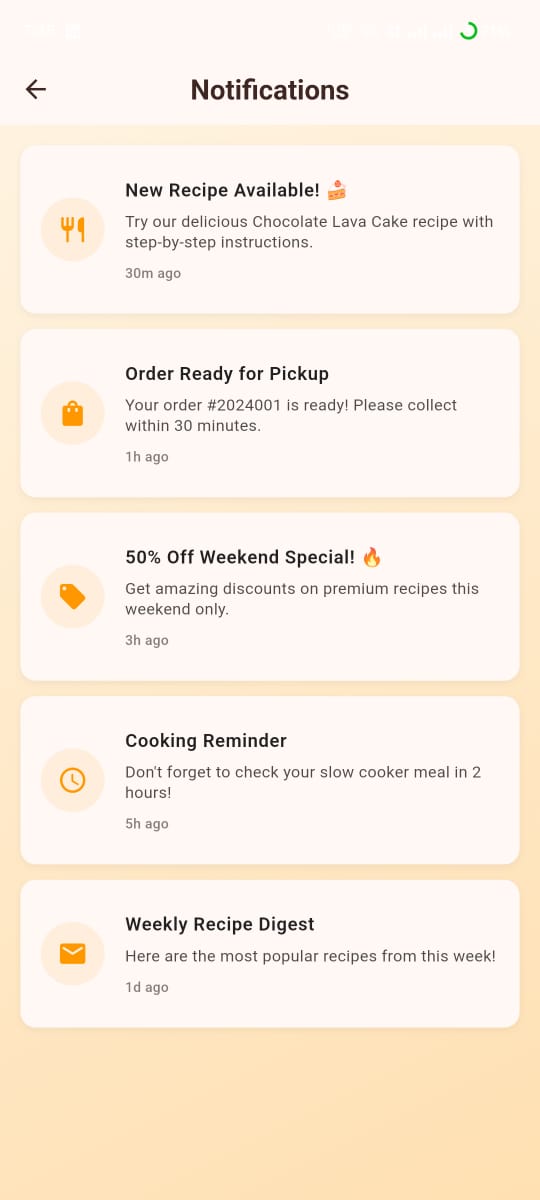 Notifications
New Recipe Available! 🍰
Try our delicious Chocolate Lava Cake recipe with
step-by-step instructions.
30m ago
Order Ready for Pickup
Your order #2024001 is ready! Please collect
within 30 minutes.
1h ago
50% Off Weekend Special! 🔥
Get amazing discounts on premium recipes this
weekend only.
3h ago
Cooking Reminder
Don't forget to check your slow cooker meal in 2
hours!
5h ago
Weekly Recipe Digest
Here are the most popular recipes from this week!
1d ago